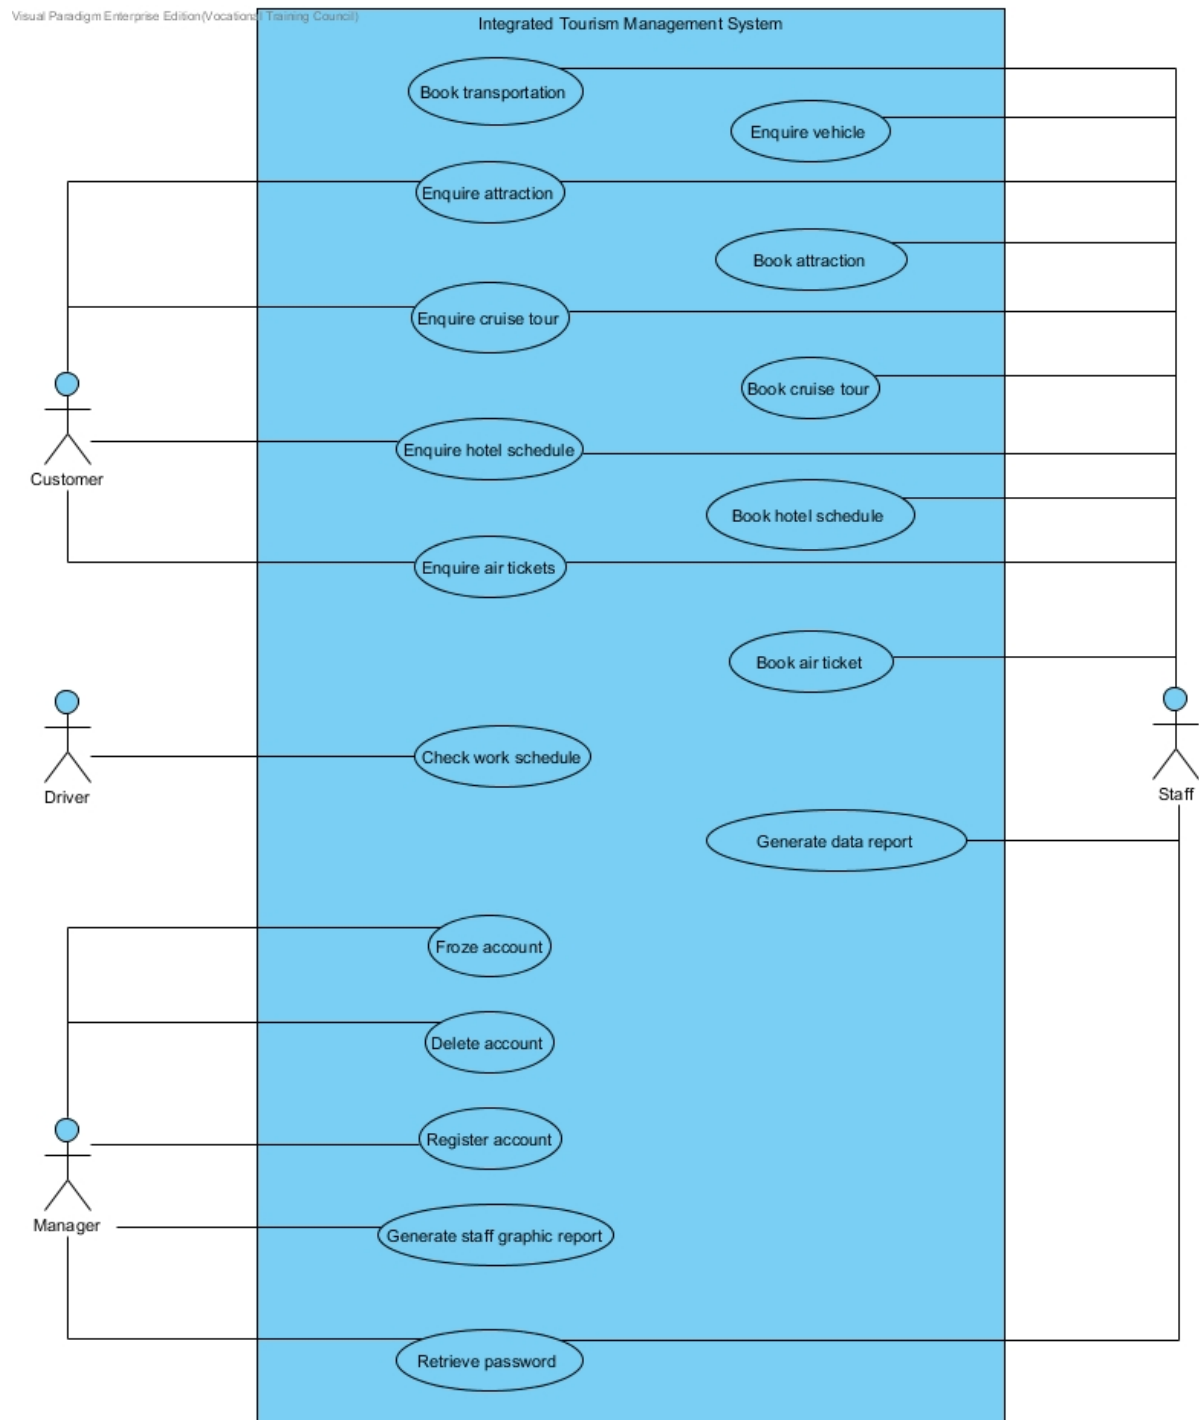 Visual Paradigm Enterprise Edition(Vocational Training Council)
Integrated Tourism Management System
Book transportation
Enquire vehicle
Enquire attraction
Book attraction
Enquire cruise tour
Book cruise tour
Customer
Enquire hotel schedule
Book hotel schedule
Enquire air tickets
Book air ticket
Driver
Check work schedule
Staff
Generate data report
Froze account
Delete account
Register account
Manager
Generate staff graphic report
Retrieve password